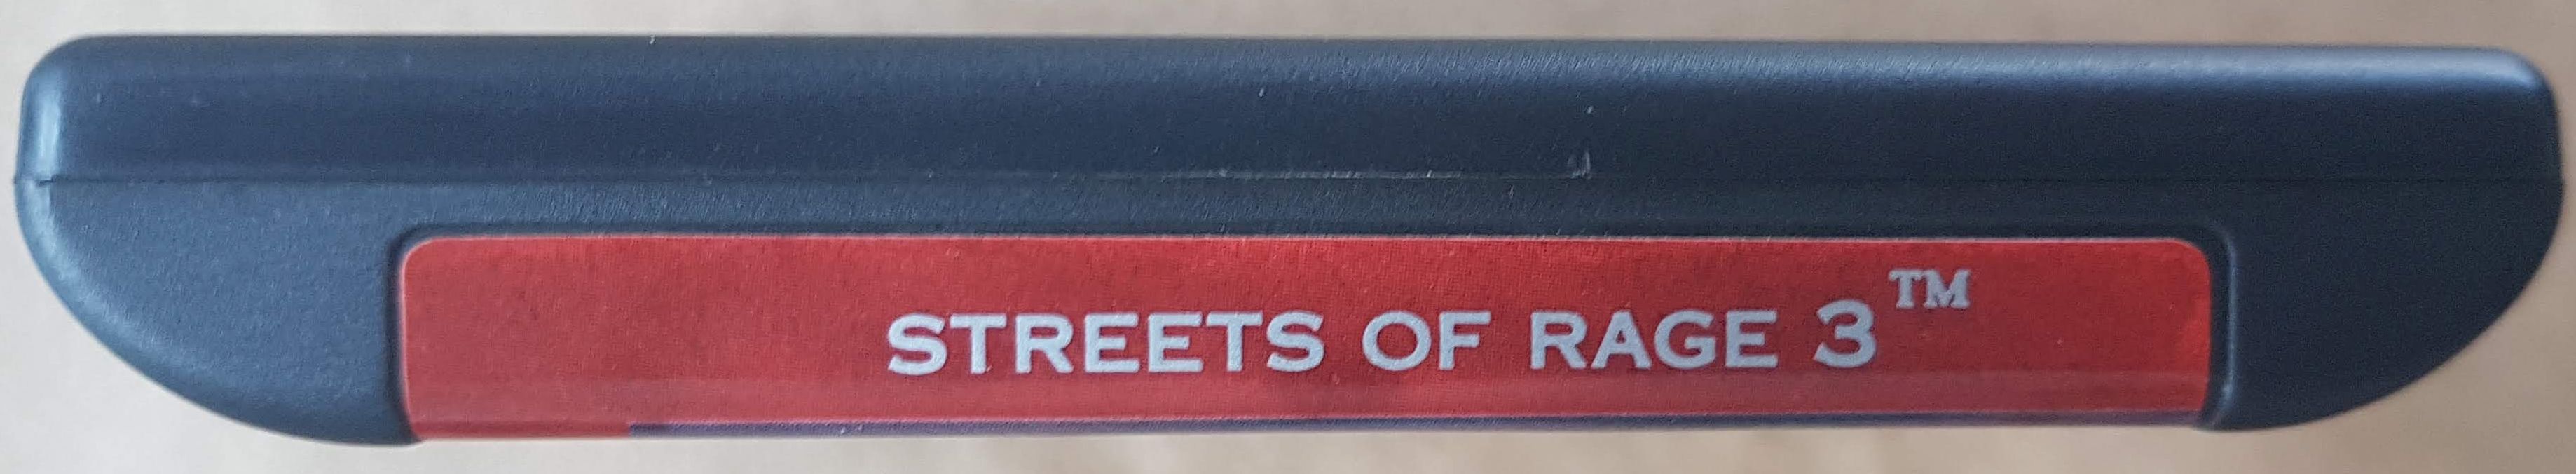 STREETS OF RAGE 3™